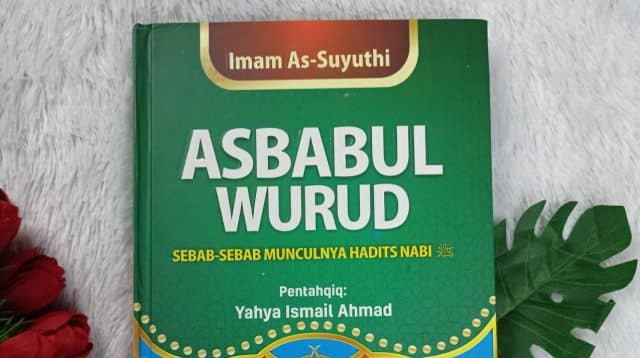 Imam As-Suyuthi
ASBABUL
WURUD
SEBAB-SEBAB MUNCULNYA HADITS NABI ﷺ
Pentahqiq:
Yahya Ismail Ahmad